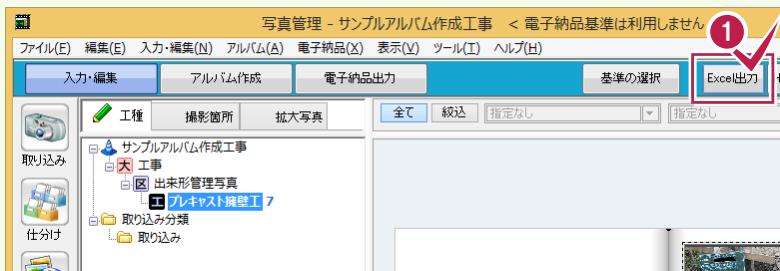 写真管理 - サンプルアルバム作成工事 < 電子納品基準は利用しません
ファイル(F) 編集(E) 入力・編集(N) アルバム(A) 電子納品(X) 表示(V) ツール(T) ヘルプ(H)
1
入力・編集 アルバム作成 電子納品出力 基準の選択 Excel出力
工種 撮影箇所 拡大写真 全て 絞込 指定なし 指定なし
サンプルアルバム作成工事
取り込み
大 工事
区 出来形管理写真
工 プレキャスト擁壁工 7
取り込み分類
仕分け
取り込み